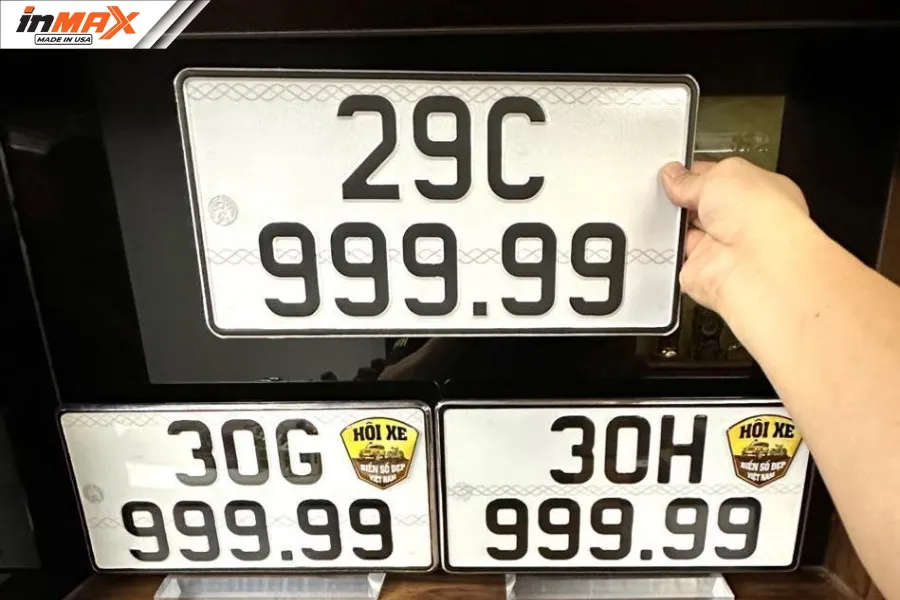 inMAX
MADE IN USA
29C
999.99
30G
999.99
HỘI XE
BIỂN SỐ ĐẸP
VIỆT NAM
30H
999.99
HỘI XE
BIỂN SỐ ĐẸP
VIỆT NAM